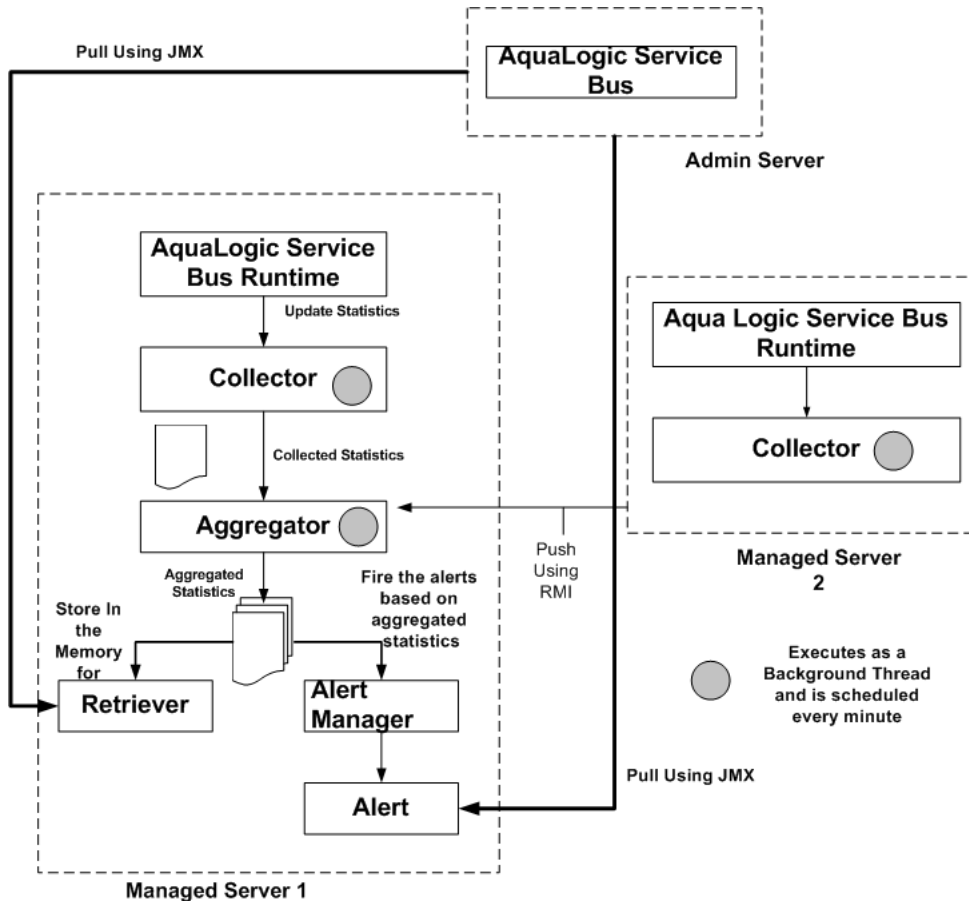 Pull Using JMX
AquaLogic Service
Bus
Admin Server
AquaLogic Service
Bus Runtime
Update Statistics
Collector
Collected Statistics
Aggregator
Aggregated
Statistics
Fire the alerts
based on
aggregated
statistics
Store In
the
Memory
for
Retriever
Alert
Manager
Alert
Managed Server 1
Aqua Logic Service Bus
Runtime
Collector
Managed Server
2
Push
Using
RMI
Executes as a
Background Thread
and is scheduled
every minute
Pull Using JMX